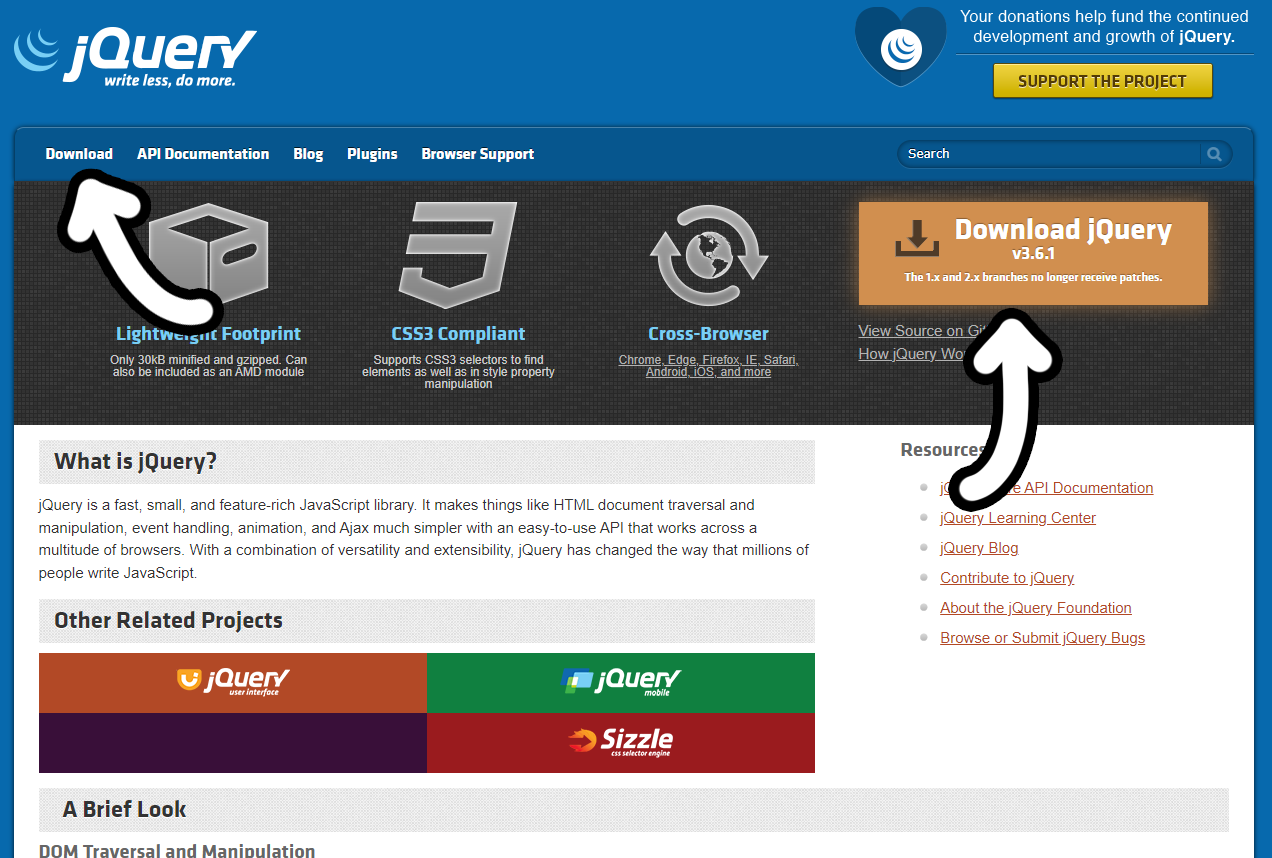 jQuery
write less, do more.
Your donations help fund the continued
development and growth of jQuery.
SUPPORT THE PROJECT
Download API Documentation Blog Plugins Browser Support
Search
Download jQuery
v3.6.1
The 1.x and 2.x branches no longer receive patches.
View Source on
How jQuery
Lightweight Footprint
Only 30kB minified and gzipped. Can
also be included as an AMD module
CSS3 Compliant
Supports CSS3 selectors to find
elements as well as in style property
manipulation
Cross-Browser
Chrome, Edge, Firefox, IE, Safari,
Android, iOS, and more
What is jQuery?
jQuery is a fast, small, and feature-rich JavaScript library. It makes things like HTML document traversal and
manipulation, event handling, animation, and Ajax much simpler with an easy-to-use API that works across a
multitude of browsers. With a combination of versatility and extensibility, jQuery has changed the way that millions of
people write JavaScript.
Other Related Projects
jQuery
user interface
jQuery
mobile
Sizzle
css selector engine
Resources
API Documentation
jQuery Learning Center
jQuery Blog
Contribute to jQuery
About the jQuery Foundation
Browse or Submit jQuery Bugs
A Brief Look
DOM Traversal and Manipulation